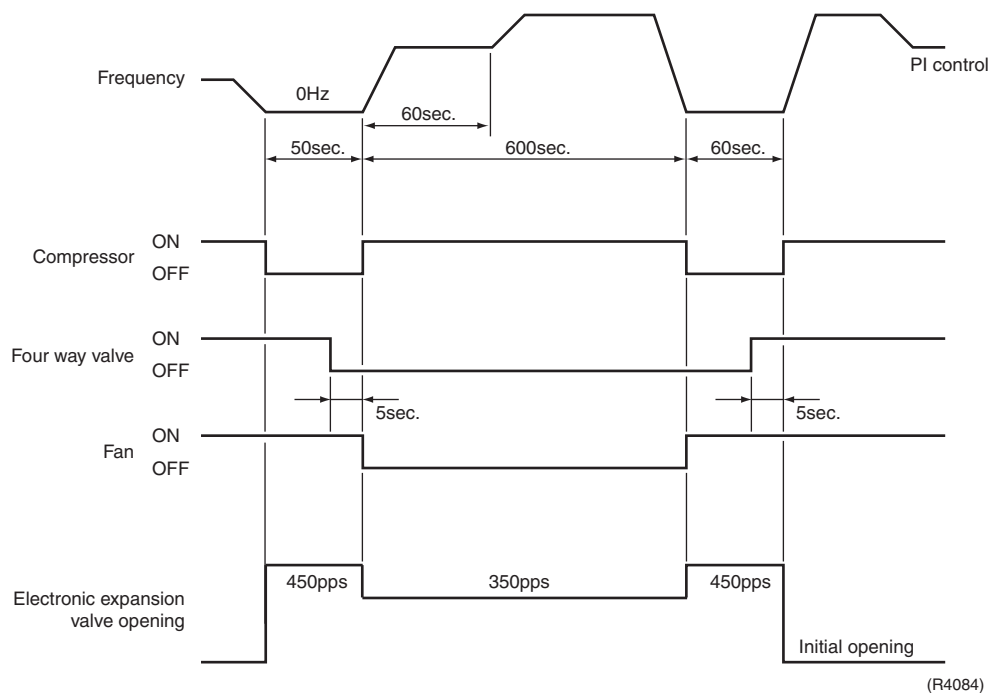 Frequency
0Hz
PI control
60sec.
50sec.
600sec.
60sec.
Compressor
ON
OFF
Four way valve
ON
OFF
5sec.
5sec.
Fan
ON
OFF
Electronic expansion
valve opening
450pps
350pps
450pps
Initial opening
(R4084)